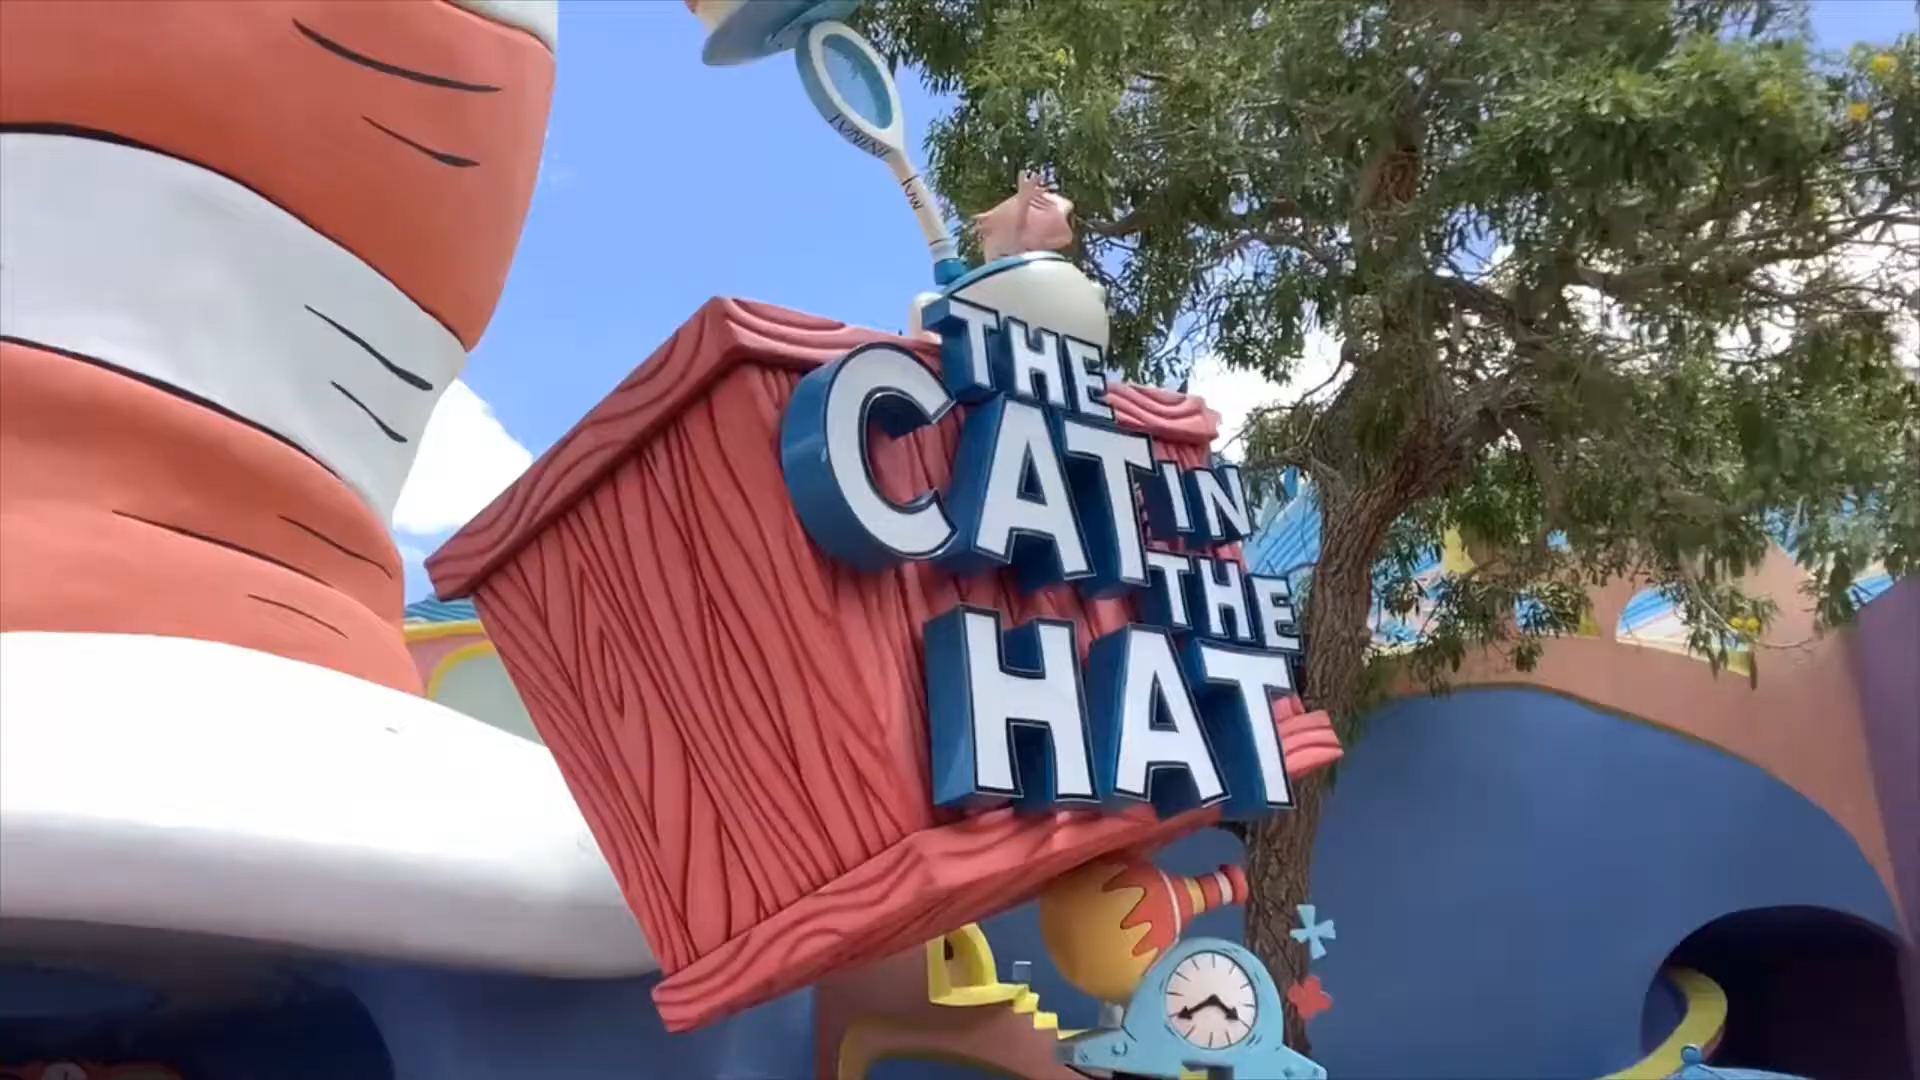 THE
CAT IN
THE
HAT